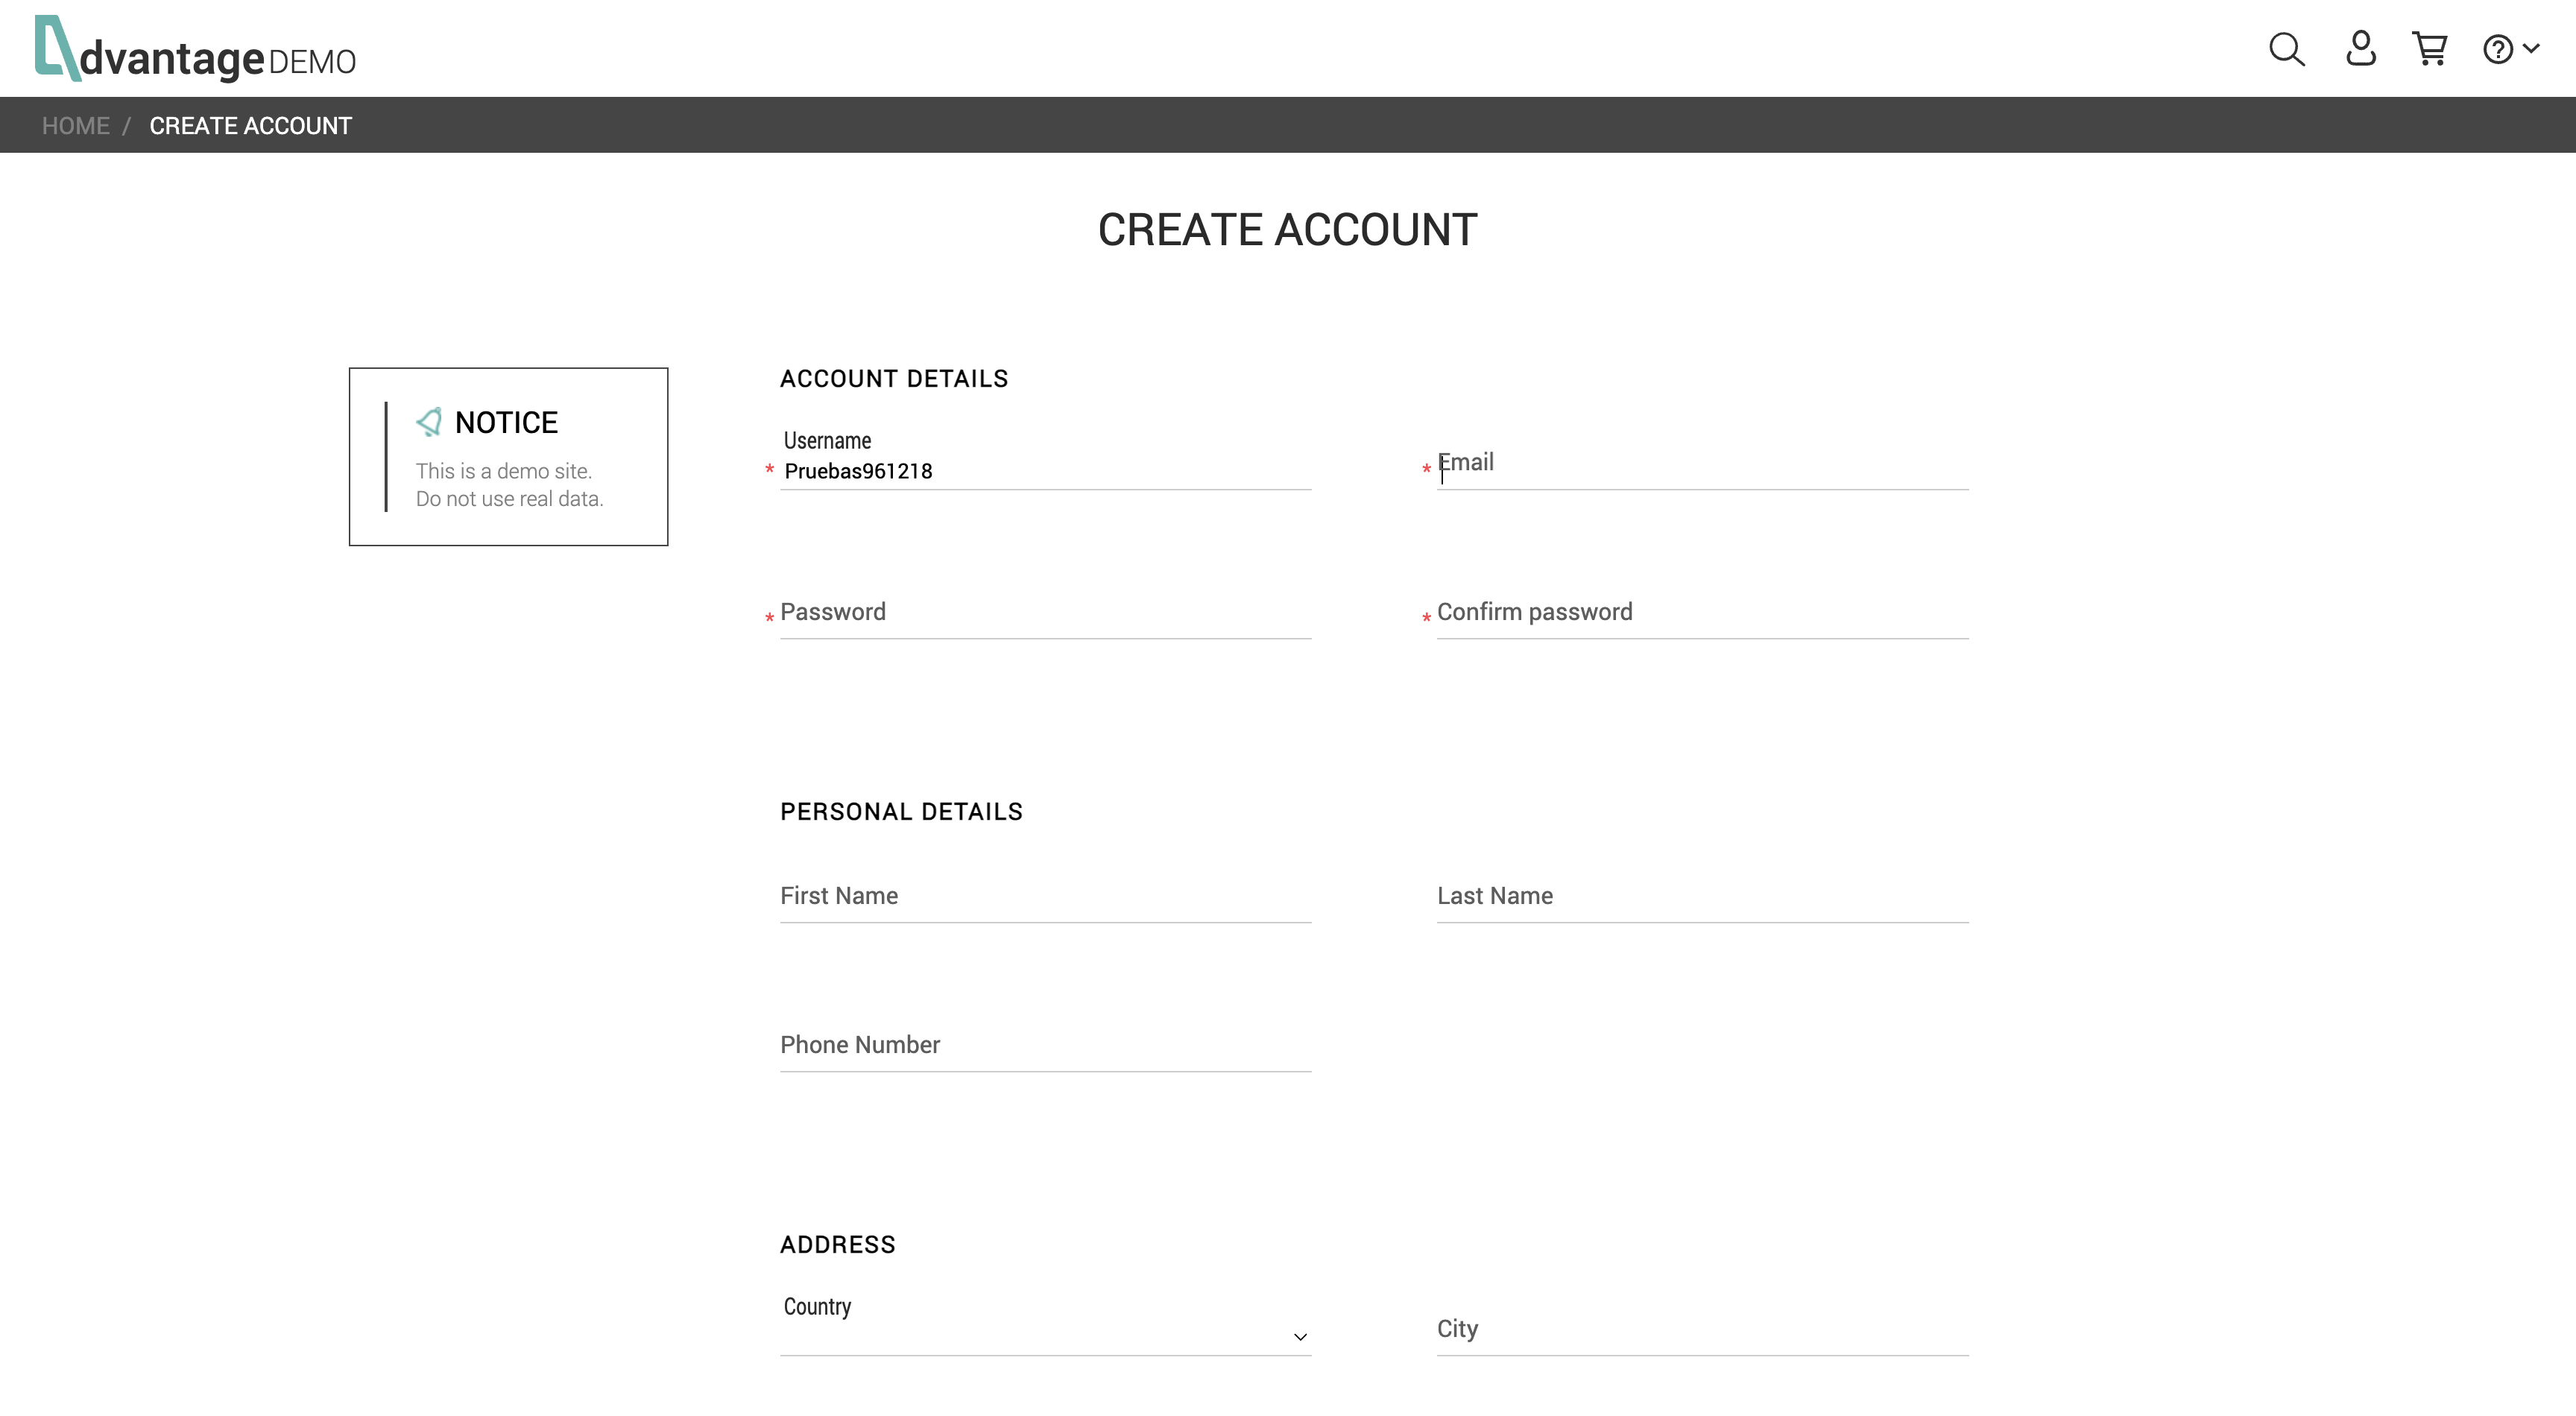 dvantage DEMO
HOME / CREATE ACCOUNT
CREATE ACCOUNT
NOTICE
This is a demo site.
Do not use real data.
ACCOUNT DETAILS
Username
* Pruebas961218
* Email
* Password
* Confirm password
PERSONAL DETAILS
First Name
Last Name
Phone Number
ADDRESS
Country
City